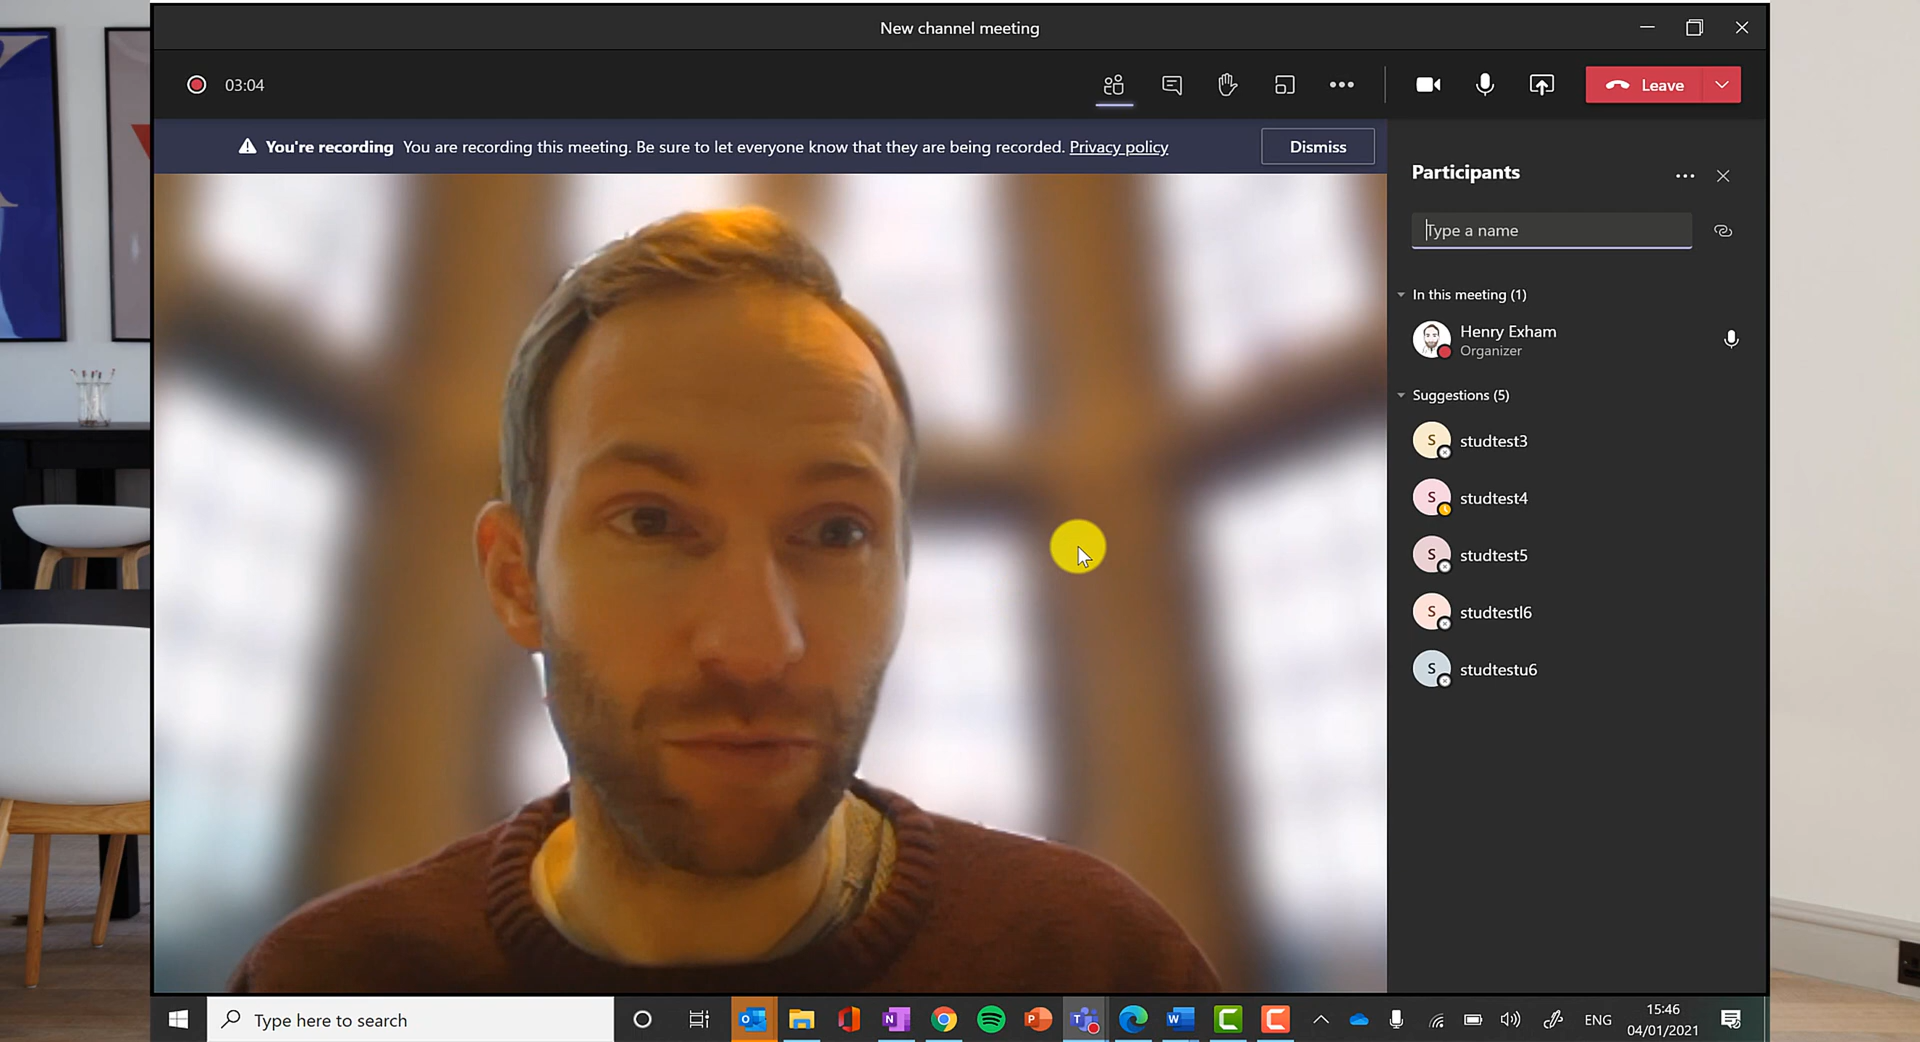 New channel meeting
03:04
Leave
You're recording You are recording this meeting. Be sure to let everyone know that they are being recorded. Privacy policy
Dismiss
Participants
Type a name
In this meeting (1)
Henry Exham
Organizer
Suggestions (5)
S studtest3
S studtest4
S studtest5
S studtestl6
S studtestu6
Type here to search
ENG
15:46
04/01/2021